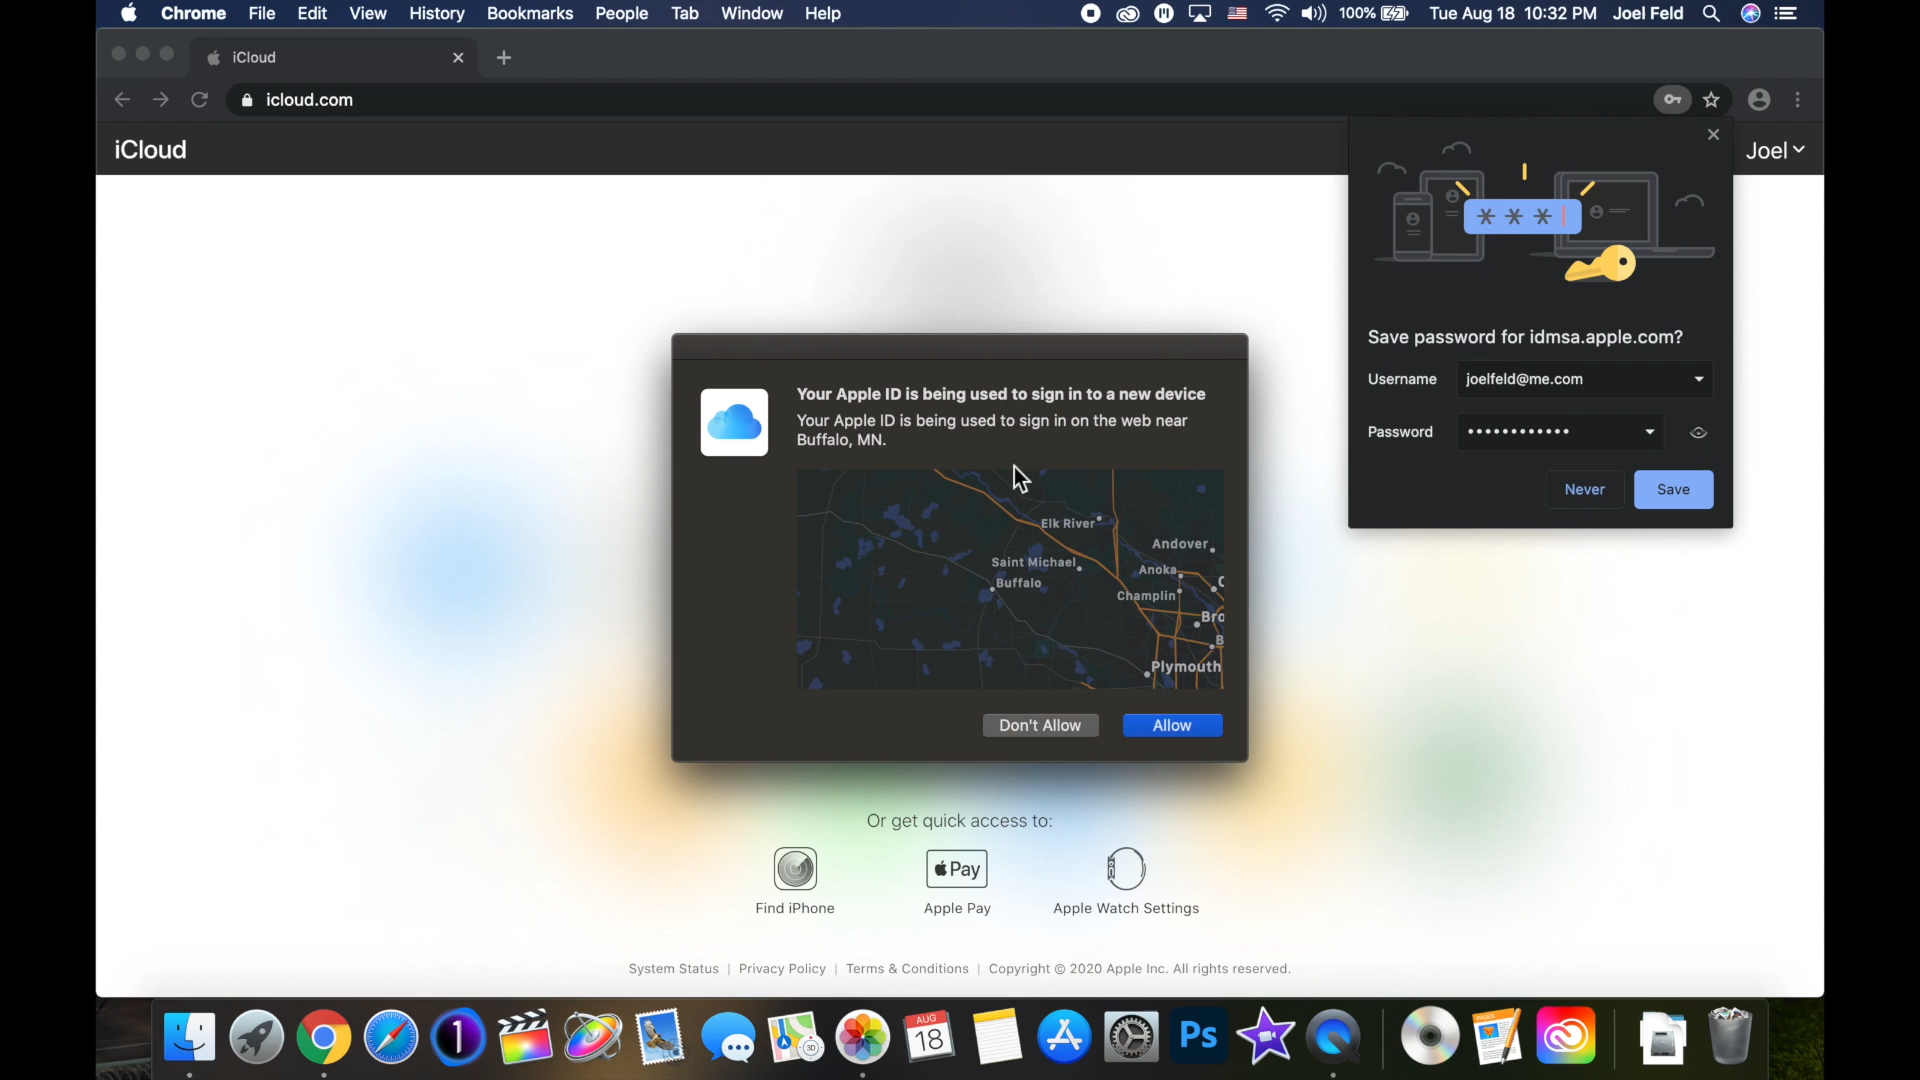 Chrome File Edit View History Bookmarks People Tab Window Help
100% Tue Aug 18 10:32 PM Joel Feld
iCloud
icloud.com
iCloud
Joel
* * *
Save password for idmsa.apple.com?
Username joelfeld@me.com
Password ••••••••••••
Never Save
Your Apple ID is being used to sign in to a new device
Your Apple ID is being used to sign in on the web near
Buffalo, MN.
Elk River
Andover
Saint Michael
Anoka
Buffalo
Champlin
Bro
B
Plymouth
Don't Allow Allow
Or get quick access to:
Pay
Find iPhone Apple Pay Apple Watch Settings
System Status | Privacy Policy | Terms & Conditions | Copyright © 2020 Apple Inc. All rights reserved.
1
3D
AUG
18
Ps
PAGES